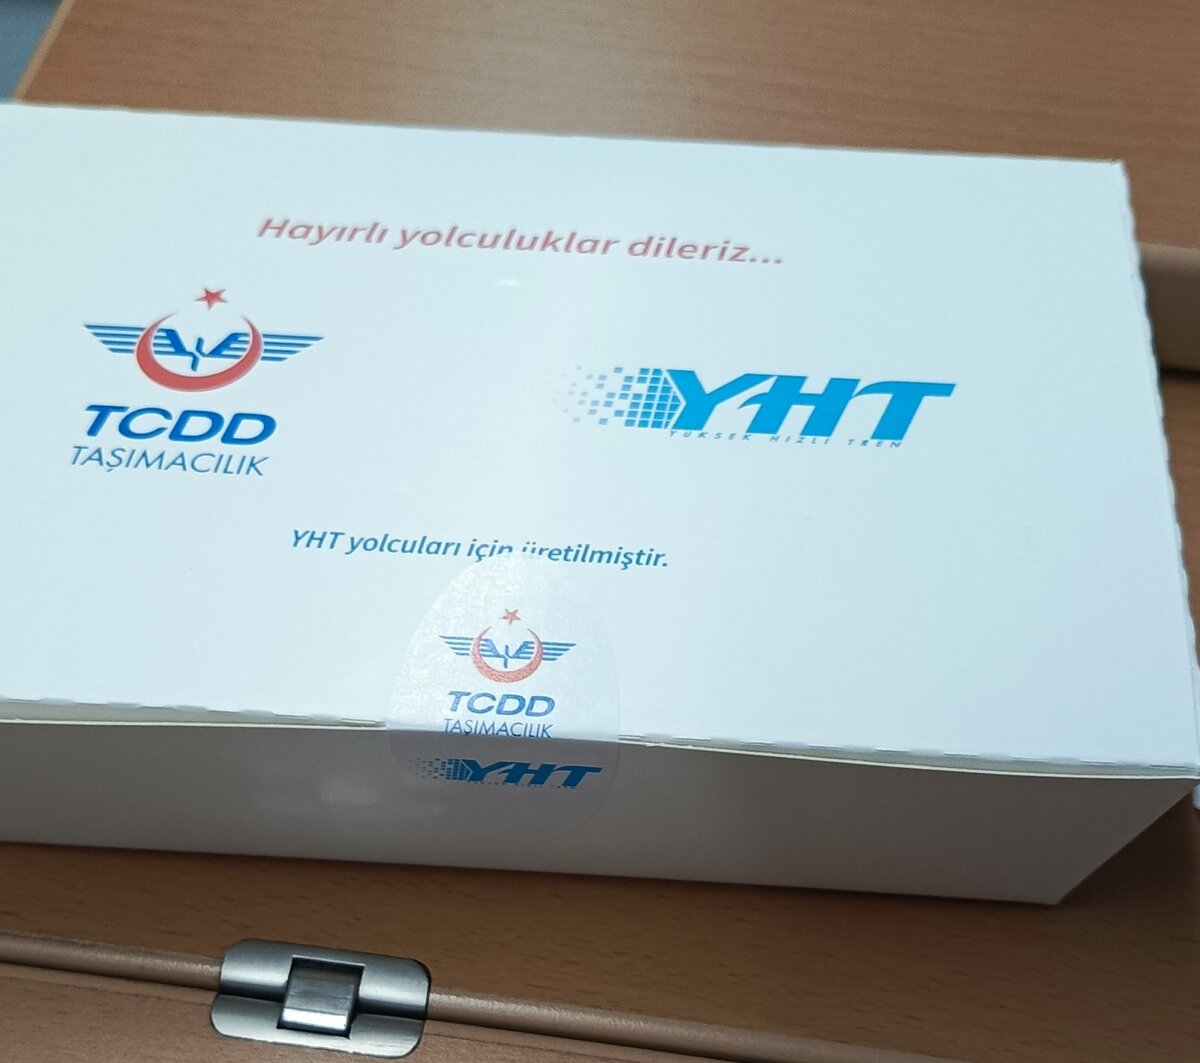 Hayırlı yolculuklar dileriz...
TCDD
TAŞIMACILIK
YHT
YÜKSEK HIZLI TREN
YHT yolcuları için üretilmiştir.
TCDD
TAŞIMACILIK
YHT